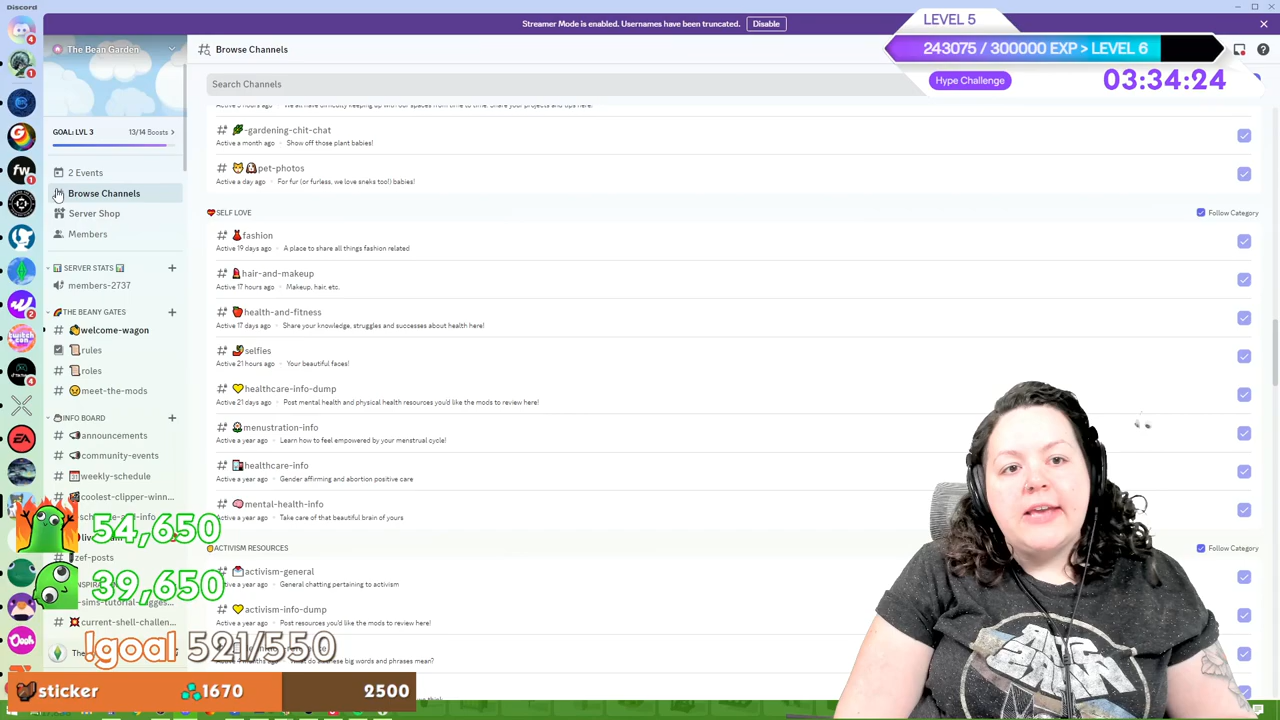 Discord
Streamer Mode is enabled. Usernames have been truncated.
Disable
LEVEL 5
243075 / 300000 EXP > LEVEL 6
Hype Challenge
03:34:24
The Bean Garden
GOAL: LVL 3
13/14 Boosts >
2 Events
Browse Channels
Server Shop
Members
SERVER STATS
members-2737
THE BEANY GATES
welcome-wagon
rules
roles
meet-the-mods
INFO BOARD
announcements
community-events
weekly-schedule
coolest-clipper-winn...
zef-posts
current-shell-challen...
54,650
39,650
!goal 521/550
sticker
1670
2500
Browse Channels
Search Channels
-gardening-chit-chat
Active a month ago • Show off those plant babies!
pet-photos
Active a day ago • For fur (or furless, we love sneks too!) babies!
SELF LOVE
Follow Category
fashion
Active 19 days ago • A place to share all things fashion related
hair-and-makeup
Active 17 hours ago • Makeup, hair, etc.
health-and-fitness
Active 17 days ago • Share your knowledge, struggles and successes about health here!
selfies
Active 21 hours ago • Your beautiful faces!
healthcare-info-dump
Active 21 days ago • Post mental health and physical health resources you'd like the mods to review here!
menustration-info
Active a year ago • Learn how to feel empowered by your menstrual cycle!
healthcare-info
Active a year ago • Gender affirming and abortion positive care
mental-health-info
Active a year ago • Take care of that beautiful brain of yours
ACTIVISM RESOURCES
Follow Category
activism-general
Active a year ago • General chatting pertaining to activism
activism-info-dump
Active a year ago • Post resources you'd like the mods to review here!
these big words and phrases mean?